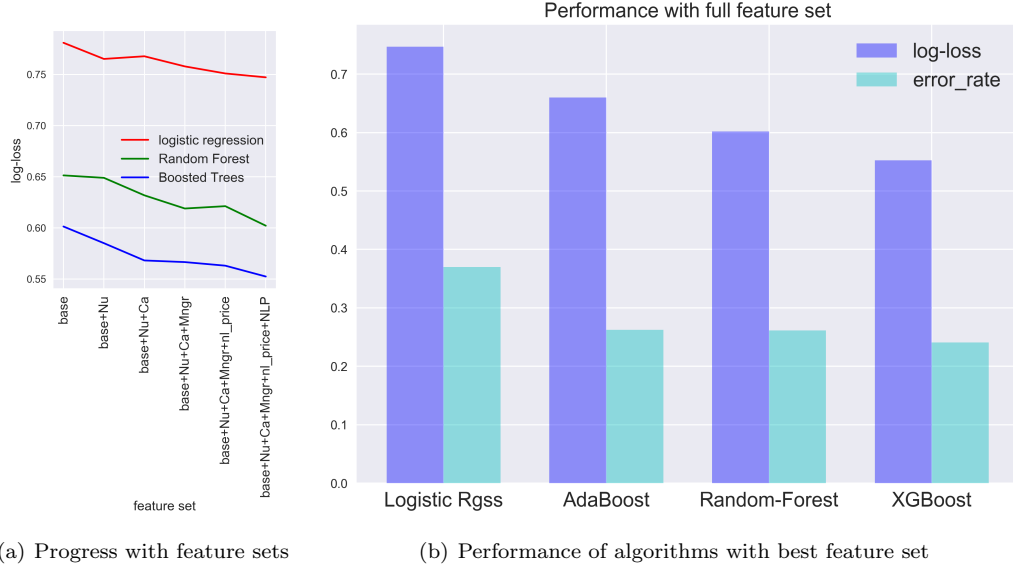 Performance with full feature set
0.75
0.70
0.65
0.60
0.55
log-loss
logistic regression
Random Forest
Boosted Trees
base
base+Nu
base+Nu+Ca
base+Nu+Ca+Mngr
base+Nu+Ca+Mngr+nl_price
base+Nu+Ca+Mngr+nl_price+NLP
feature set
0.7
0.6
0.5
0.4
0.3
0.2
0.1
0.0
log-loss
error_rate
Logistic Rgss
AdaBoost
Random-Forest
XGBoost
(a) Progress with feature sets
(b) Performance of algorithms with best feature set